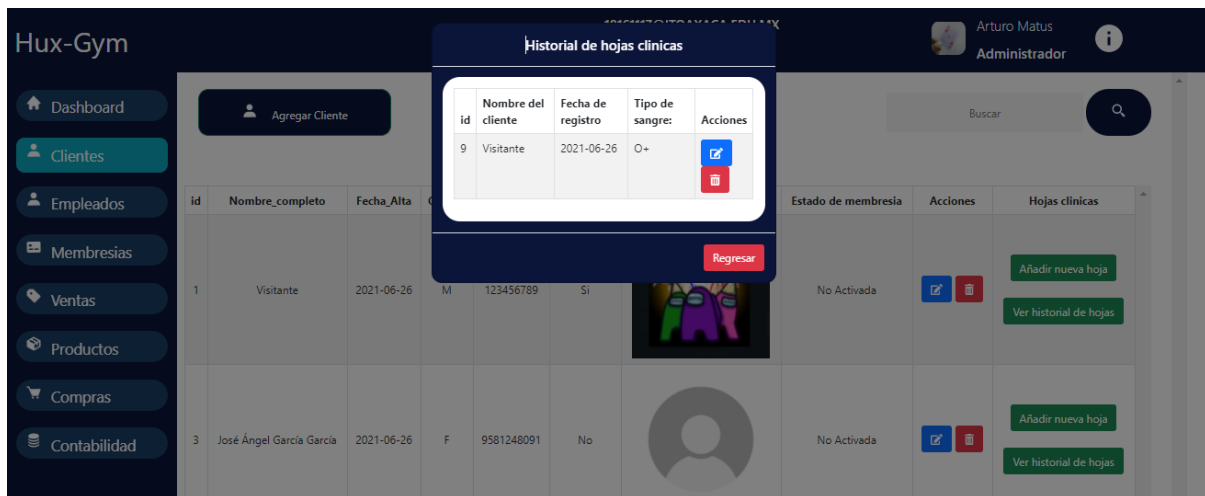 Hux-Gym
Arturo Matus
Administrador
Dashboard
Clientes
Empleados
Membresias
Ventas
Productos
Compras
Contabilidad
Agregar Cliente
Buscar
Historial de hojas clinicas
id Nombre del cliente Fecha de registro Tipo de sangre: Acciones
9 Visitante 2021-06-26 O+
Regresar
id Nombre_completo Fecha_Alta Estado de membresia Acciones Hojas clinicas
1 Visitante 2021-06-26 M 123456789 Si No Activada
Añadir nueva hoja
Ver historial de hojas
3 José Ángel García García 2021-06-26 F 9581248091 No No Activada
Añadir nueva hoja
Ver historial de hojas